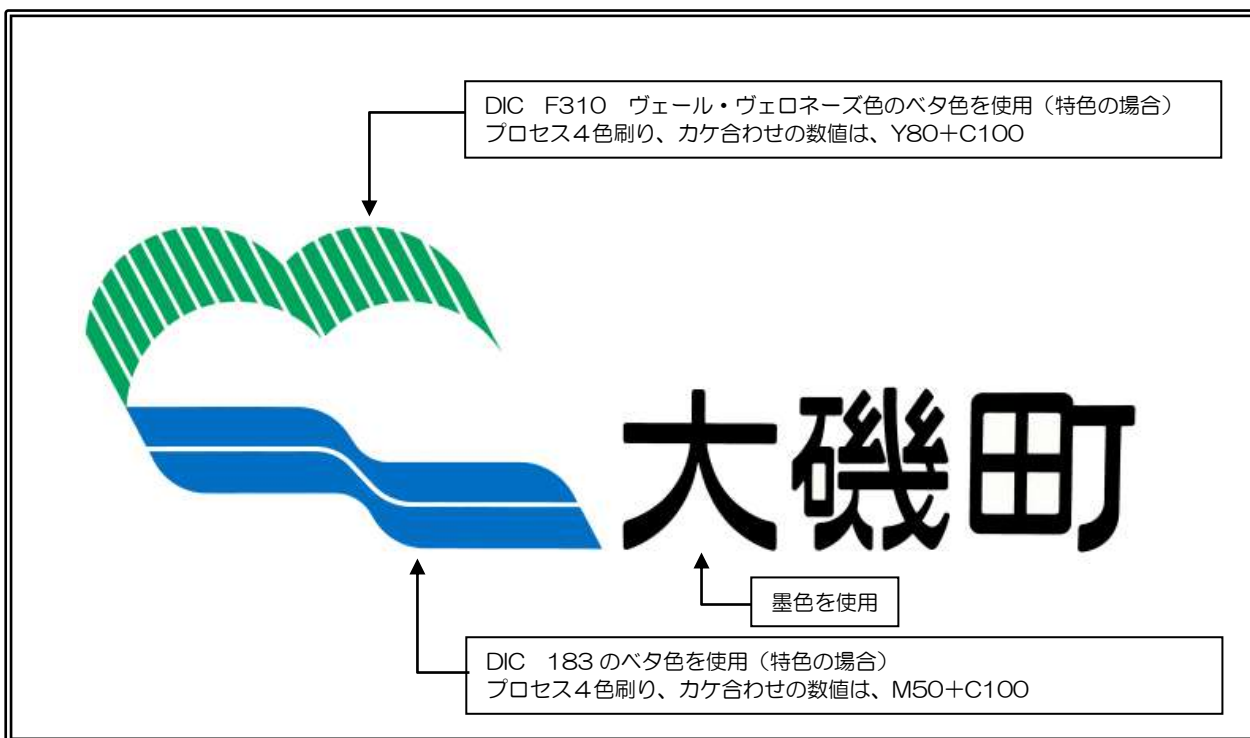 DIC　F310　ヴェール・ヴェロネーズ色のベタ色を使用（特色の場合）
プロセス４色刷り、カケ合わせの数値は、Y80＋C100
大磯町
墨色を使用
DIC　183のベタ色を使用（特色の場合）
プロセス４色刷り、カケ合わせの数値は、M50＋C100